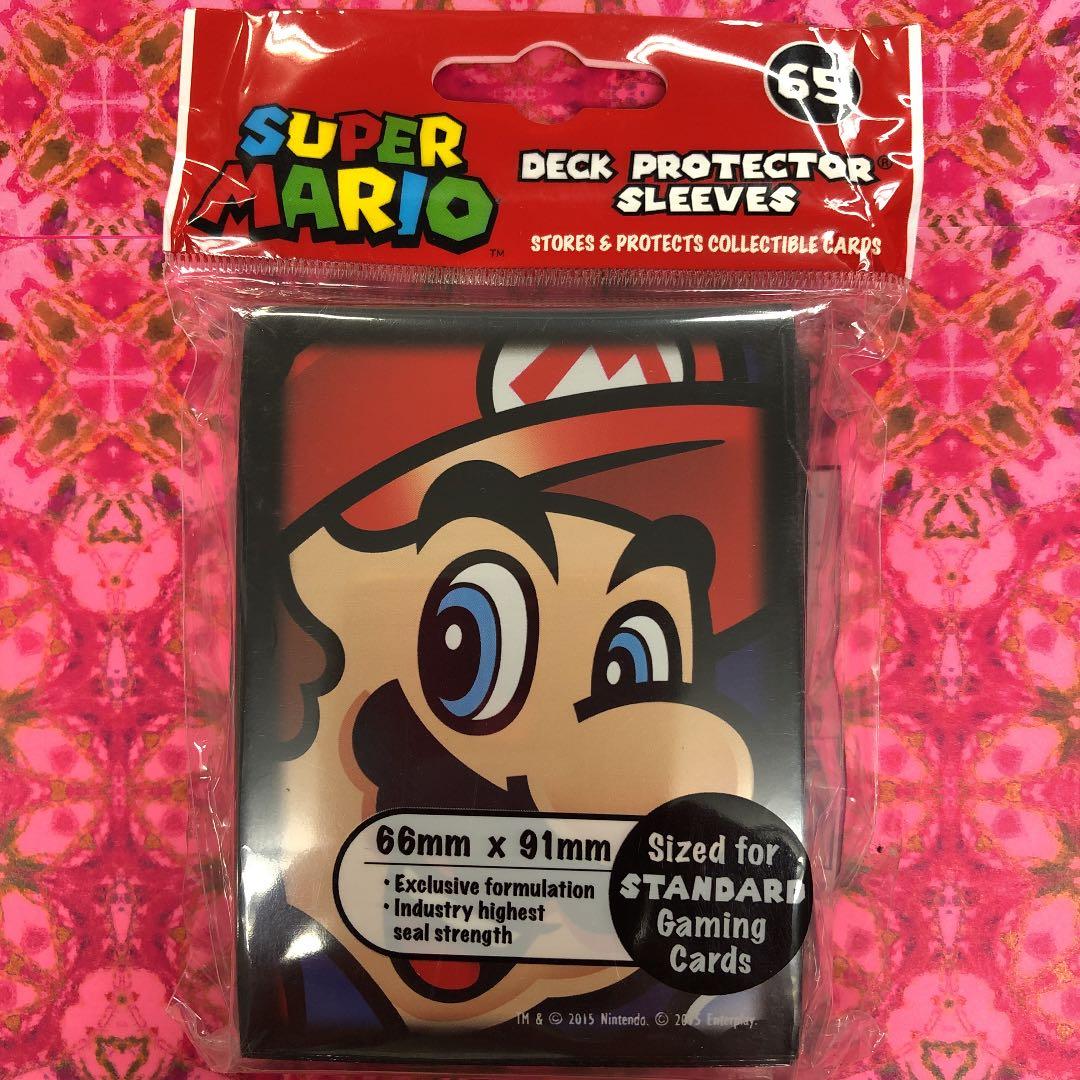 65
SUPER
MARIO™
DECK PROTECTOR®
SLEEVES
STORES & PROTECTS COLLECTIBLE CARDS
M
66mm x 91mm
• Exclusive formulation
• Industry highest
seal strength
Sized for
STANDARD
Gaming
Cards
TM & © 2015 Nintendo. © 2015 Enterplay.